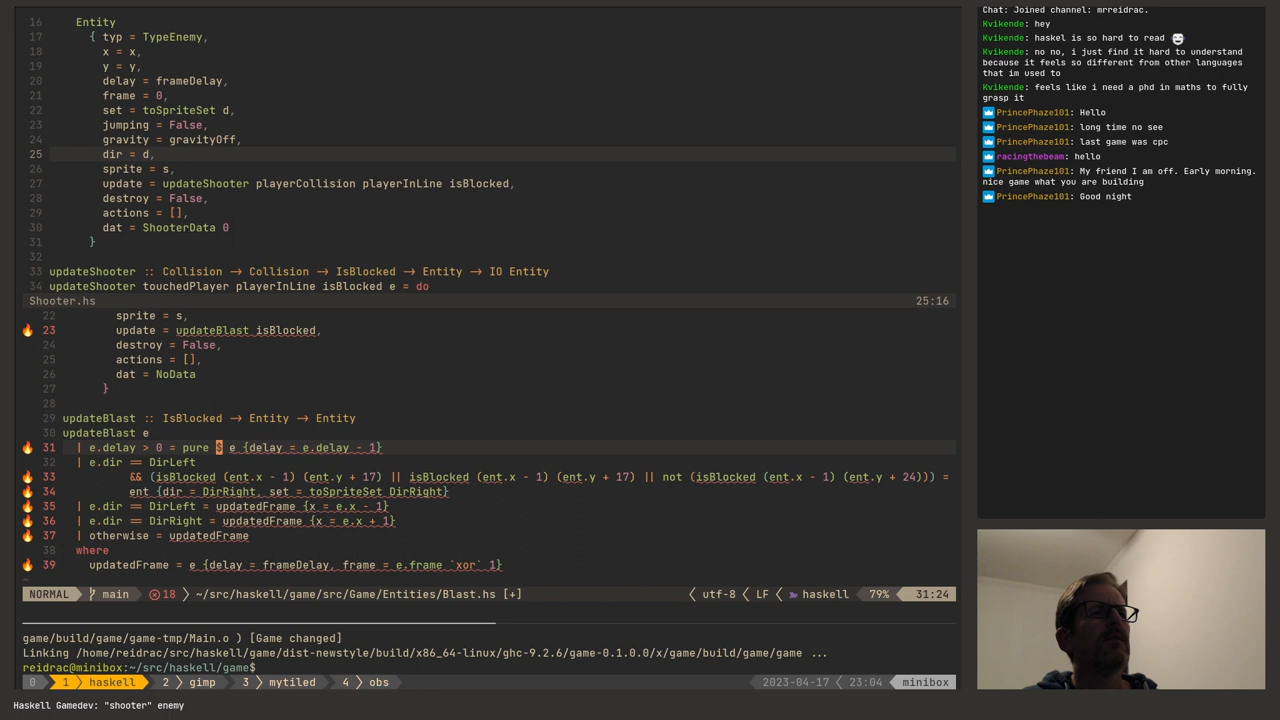 16 Entity
17 { typ = TypeEnemy,
18 x = x,
19 y = y,
20 delay = frameDelay,
21 frame = 0,
22 set = toSpriteSet d,
23 jumping = False,
24 gravity = gravityOff,
25 dir = d,
26 sprite = s,
27 update = updateShooter playerCollision playerInLine isBlocked,
28 destroy = False,
29 actions = [],
30 dat = ShooterData 0
31 }
32
33 updateShooter :: Collision → Collision → IsBlocked → Entity → IO Entity
34 updateShooter touchedPlayer playerInLine isBlocked e = do
Shooter.hs 25:16
22 sprite = s,
23 update = updateBlast isBlocked,
24 destroy = False,
25 actions = [],
26 dat = NoData
27 }
28
29 updateBlast :: IsBlocked → Entity → Entity
30 updateBlast e
31 | e.delay > 0 = pure $ e {delay = e.delay - 1}
32 | e.dir == DirLeft
33 && (isBlocked (ent.x - 1) (ent.y + 17) || isBlocked (ent.x - 1) (ent.y + 17) || not (isBlocked (ent.x - 1) (ent.y + 24))) =
34 ent {dir = DirRight, set = toSpriteSet DirRight}
35 | e.dir == DirLeft = updatedFrame {x = e.x - 1}
36 | e.dir == DirRight = updatedFrame {x = e.x + 1}
37 | otherwise = updatedFrame
38 where
39 updatedFrame = e {delay = frameDelay, frame = e.frame `xor` 1}
~
NORMAL main 18 ~/src/haskell/game/src/Game/Entities/Blast.hs [+] utf-8 LF haskell 79% 31:24
game/build/game/game-tmp/Main.o ) [Game changed]
Linking /home/reidrac/src/haskell/game/dist-newstyle/build/x86_64-linux/ghc-9.2.6/game-0.1.0.0/x/game/build/game/game ...
reidrac@minibox:~/src/haskell/game$
0 1 haskell 2 gimp 3 mytiled 4 obs 2023-04-17 23:04 minibox
Haskell Gamedev: "shooter" enemy
Chat: Joined channel: mrreidrac.
Kvikende: hey
Kvikende: haskel is so hard to read
Kvikende: no no, i just find it hard to understand
because it feels so different from other languages
that im used to
Kvikende: feels like i need a phd in maths to fully
grasp it
PrincePhaze101: Hello
PrincePhaze101: long time no see
PrincePhaze101: last game was cpc
racingthebeam: hello
PrincePhaze101: My friend I am off. Early morning.
nice game what you are building
PrincePhaze101: Good night